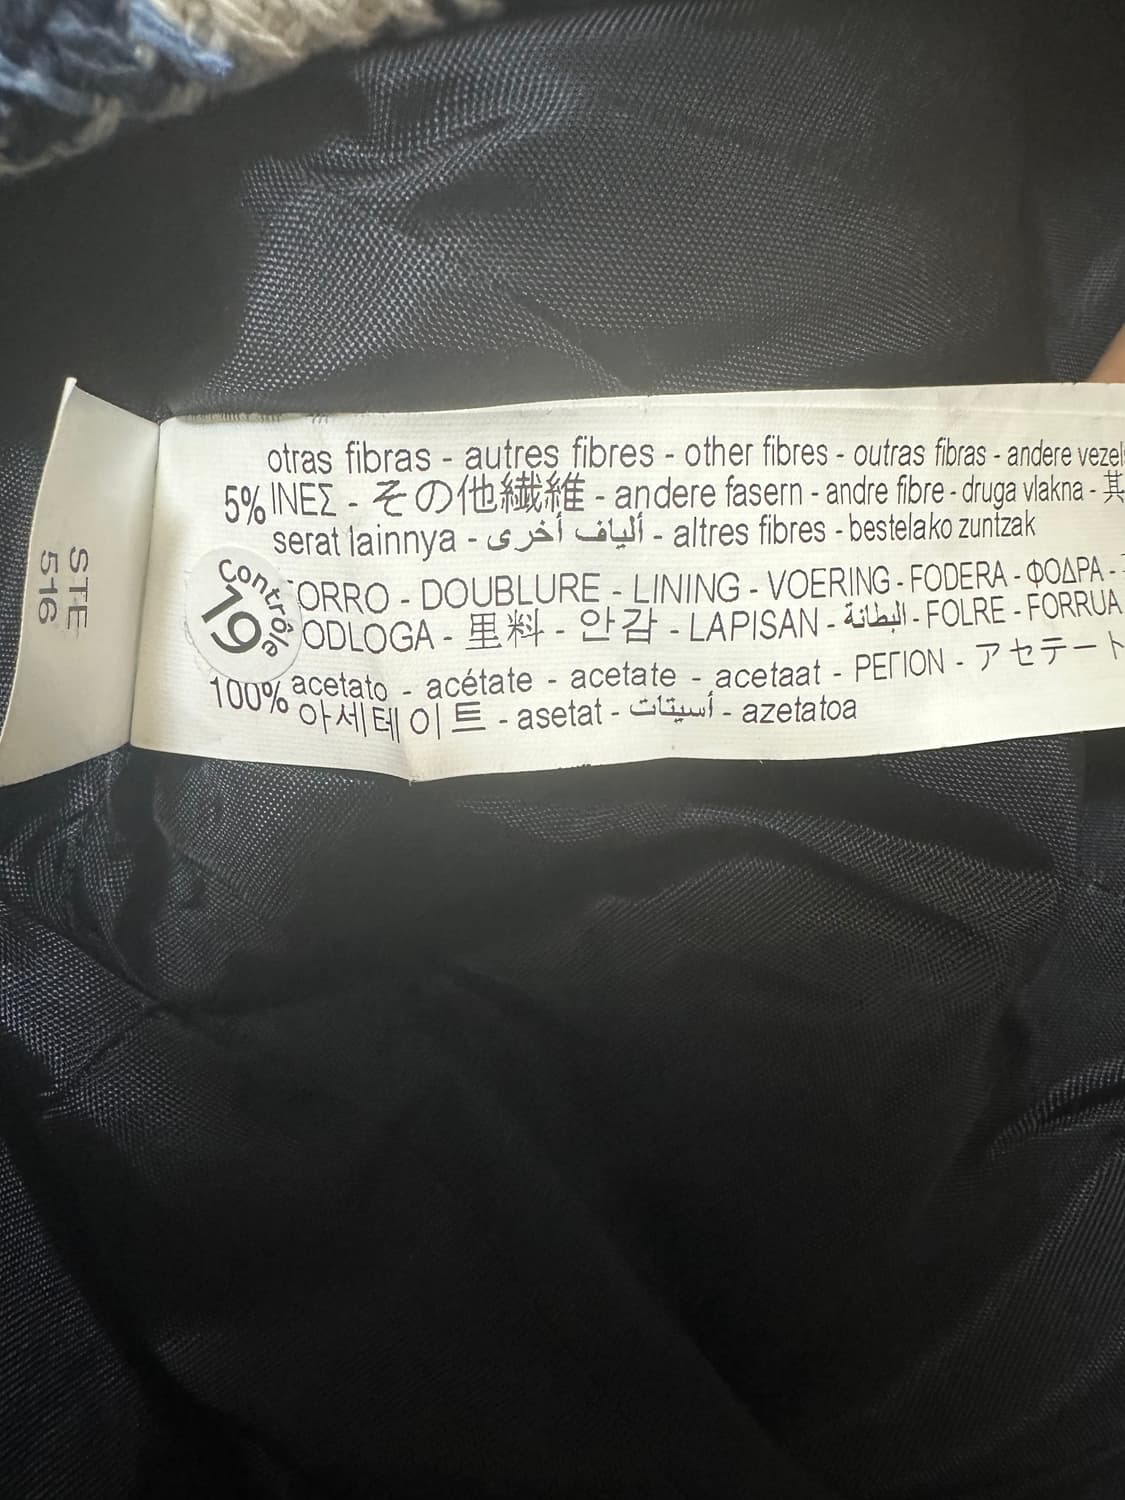 otras fibras - autres fibres - other fibres - outras fibras - andere vezels
5% ΙΝΕΣ - その他繊維 - andere fasern - andre fibre - druga vlakna - 其
serat lainnya - ألياف أخرى - altres fibres - bestelako zuntzak
ORRO - DOUBLURE - LINING - VOERING - FODERA - ΦΟΔΡΑ -
ODLOGA - 里料 - 안감 - LAPISAN - البطانة - FOLRE - FORRUA
100% acetato - acétate - acetate - acetaat - ΡΕΓΙΟΝ - アセテート
아세테이트 - asetat - أسيتات - azetatoa
Contrôle
19
STE
516